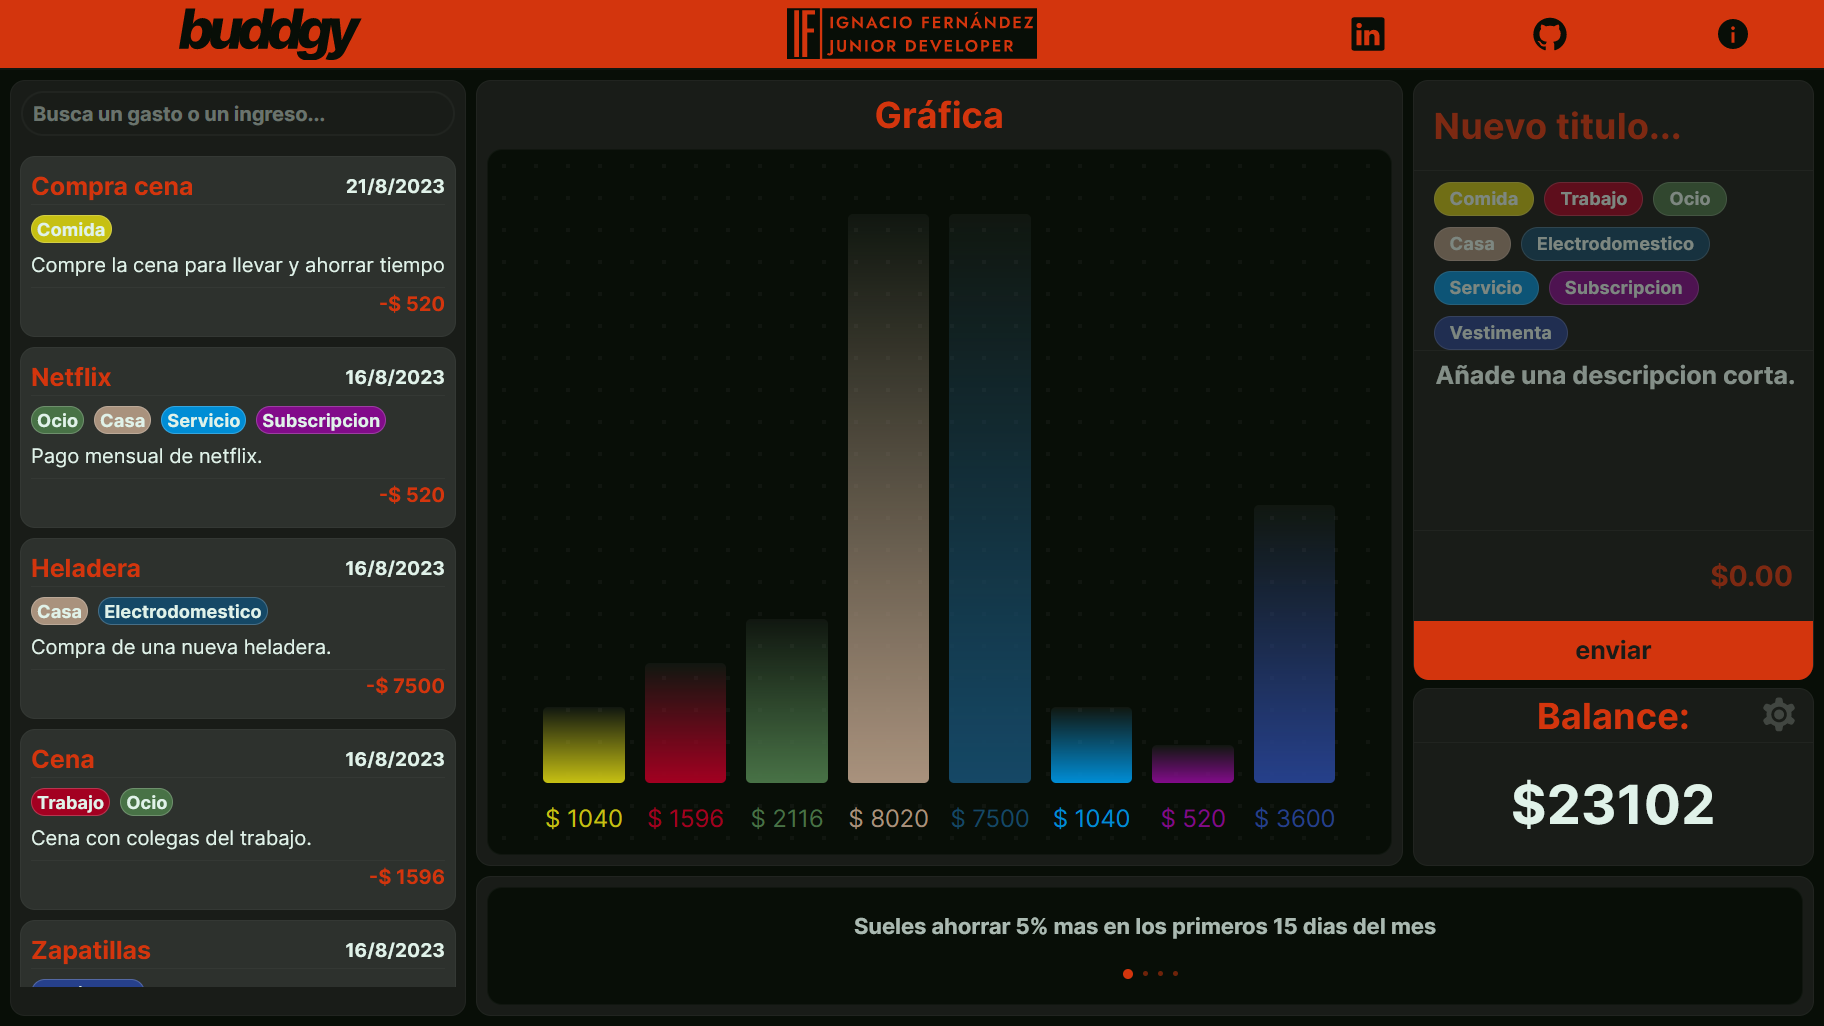 buddgy
IF IGNACIO FERNÁNDEZ
JUNIOR DEVELOPER
in
i
Busca un gasto o un ingreso...
Compra cena 21/8/2023
Comida
Compre la cena para llevar y ahorrar tiempo
-$ 520
Netflix 16/8/2023
Ocio Casa Servicio Subscripcion
Pago mensual de netflix.
-$ 520
Heladera 16/8/2023
Casa Electrodomestico
Compra de una nueva heladera.
-$ 7500
Cena 16/8/2023
Trabajo Ocio
Cena con colegas del trabajo.
-$ 1596
Zapatillas 16/8/2023
Gráfica
$ 1040 $ 1596 $ 2116 $ 8020 $ 7500 $ 1040 $ 520 $ 3600
Sueles ahorrar 5% mas en los primeros 15 dias del mes
Nuevo titulo...
Comida Trabajo Ocio
Casa Electrodomestico
Servicio Subscripcion
Vestimenta
Añade una descripcion corta.
$0.00
enviar
Balance:
$23102